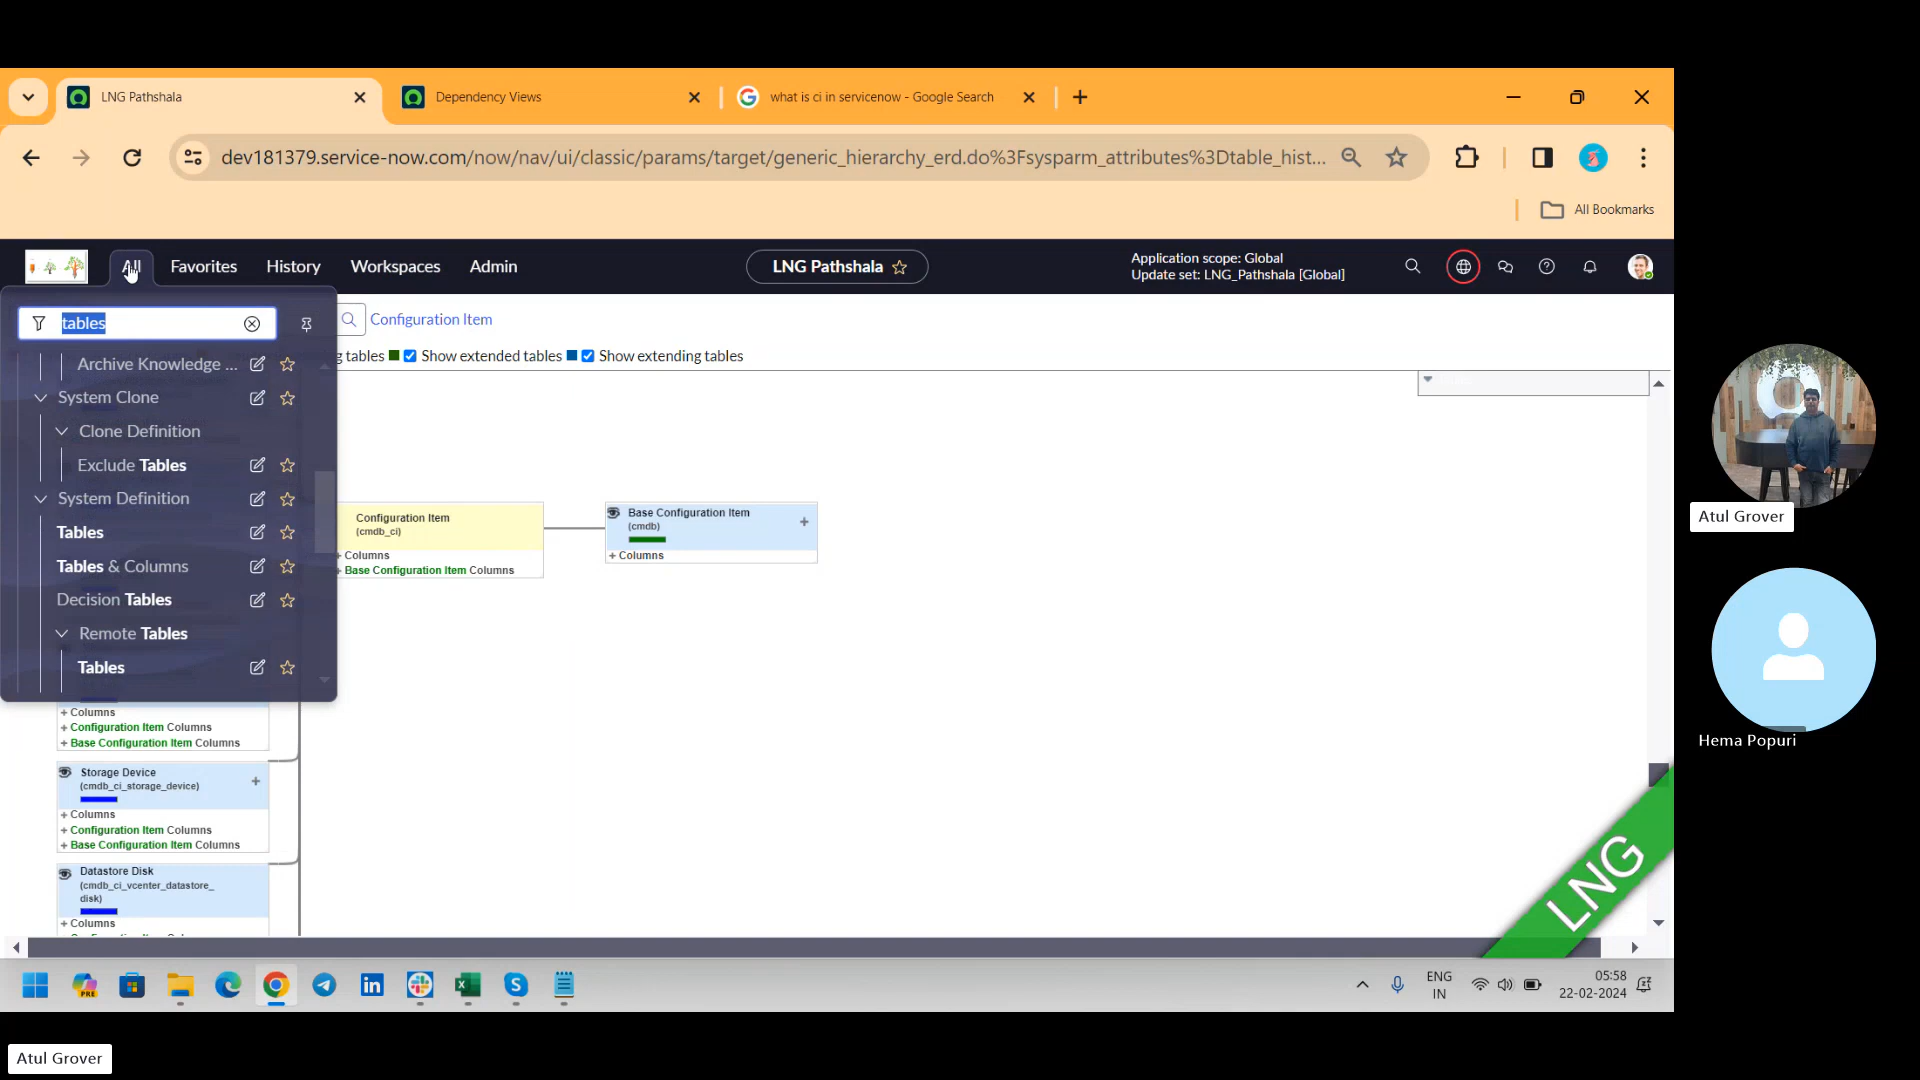 LNG Pathshala
Dependency Views
what is ci in servicenow - Google Search
dev181379.service-now.com/now/nav/ui/classic/params/target/generic_hierarchy_erd.do%3Fsysparm_attributes%3Dtable_hist...
All Bookmarks
All
Favorites
History
Workspaces
Admin
LNG Pathshala
Application scope: Global
Update set: LNG_Pathshala [Global]
tables
Configuration Item
g tables
Show extended tables
Show extending tables
Archive Knowledge ...
System Clone
Clone Definition
Exclude Tables
System Definition
Tables
Tables & Columns
Decision Tables
Remote Tables
Tables
Configuration Item
(cmdb_ci)
+ Columns
+ Base Configuration Item Columns
Base Configuration Item
(cmdb)
+ Columns
+ Columns
+ Configuration Item Columns
+ Base Configuration Item Columns
Storage Device
(cmdb_ci_storage_device)
+ Columns
+ Configuration Item Columns
+ Base Configuration Item Columns
Datastore Disk
(cmdb_ci_vcenter_datastore_
disk)
+ Columns
LNG
PRE
ENG
IN
05:58
22-02-2024
Atul Grover
Hema Popuri
Atul Grover